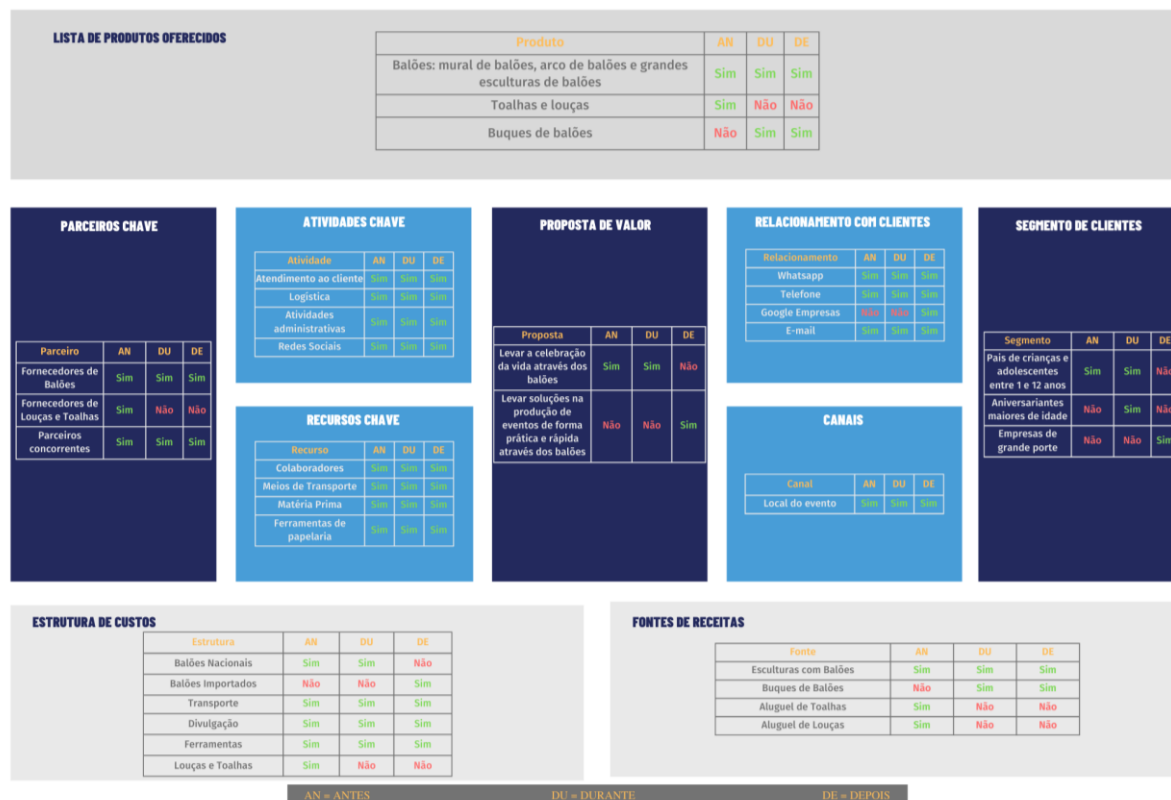 LISTA DE PRODUTOS OFERECIDOS
Produto AN DU DE
Balões: mural de balões, arco de balões e grandes
esculturas de balões Sim Sim Sim
Toalhas e louças Sim Não Não
Buques de balões Não Sim Sim
PARCEIROS CHAVE
Parceiro AN DU DE
Fornecedores de
Balões Sim Sim Sim
Fornecedores de
Louças e Toalhas Sim Não Não
Parceiros
concorrentes Sim Sim Sim
ATIVIDADES CHAVE
Atividade AN DU DE
Atendimento ao cliente Sim Sim Sim
Logística Sim Sim Sim
Atividades
administrativas Sim Sim Sim
Redes Sociais Sim Sim Sim
RECURSOS CHAVE
Recurso AN DU DE
Colaboradores Sim Sim Sim
Meios de Transporte Sim Sim Sim
Matéria Prima Sim Sim Sim
Ferramentas de
papelaria Sim Sim Sim
PROPOSTA DE VALOR
Proposta AN DU DE
Levar a celebração
da vida através dos
balões Sim Sim Não
Levar soluções na
produção de
eventos de forma
prática e rápida
através dos balões Não Não Sim
RELACIONAMENTO COM CLIENTES
Relacionamento AN DU DE
Whatsapp Sim Sim Sim
Telefone Sim Sim Sim
Google Empresas Não Não Sim
E-mail Sim Sim Sim
CANAIS
Canal AN DU DE
Local do evento Sim Sim Sim
SEGMENTO DE CLIENTES
Segmento AN DU DE
Pais de crianças e
adolescentes
entre 1 e 12 anos Sim Sim Não
Aniversariantes
maiores de idade Não Sim Não
Empresas de
grande porte Não Não Sim
ESTRUTURA DE CUSTOS
Estrutura AN DU DE
Balões Nacionais Sim Sim Não
Balões Importados Não Não Sim
Transporte Sim Sim Sim
Divulgação Sim Sim Sim
Ferramentas Sim Sim Sim
Louças e Toalhas Sim Não Não
FONTES DE RECEITAS
Fonte AN DU DE
Esculturas com Balões Sim Sim Sim
Buques de Balões Não Sim Sim
Aluguel de Toalhas Sim Não Não
Aluguel de Louças Sim Não Não
AN = ANTES DU = DURANTE DE = DEPOIS